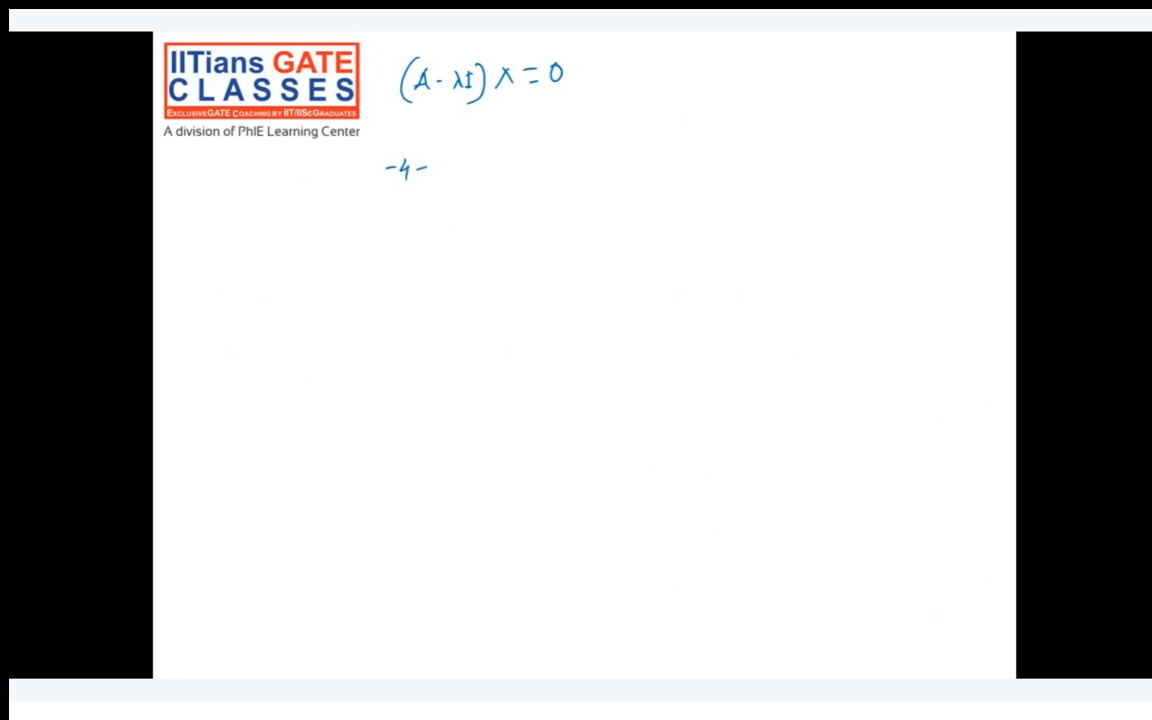 IITians GATE
CLASSES
EXCLUSIVE GATE COACHING BY IIT/IISC GRADUATES
A division of PhIE Learning Center
(A - λI) x = 0
-4 -